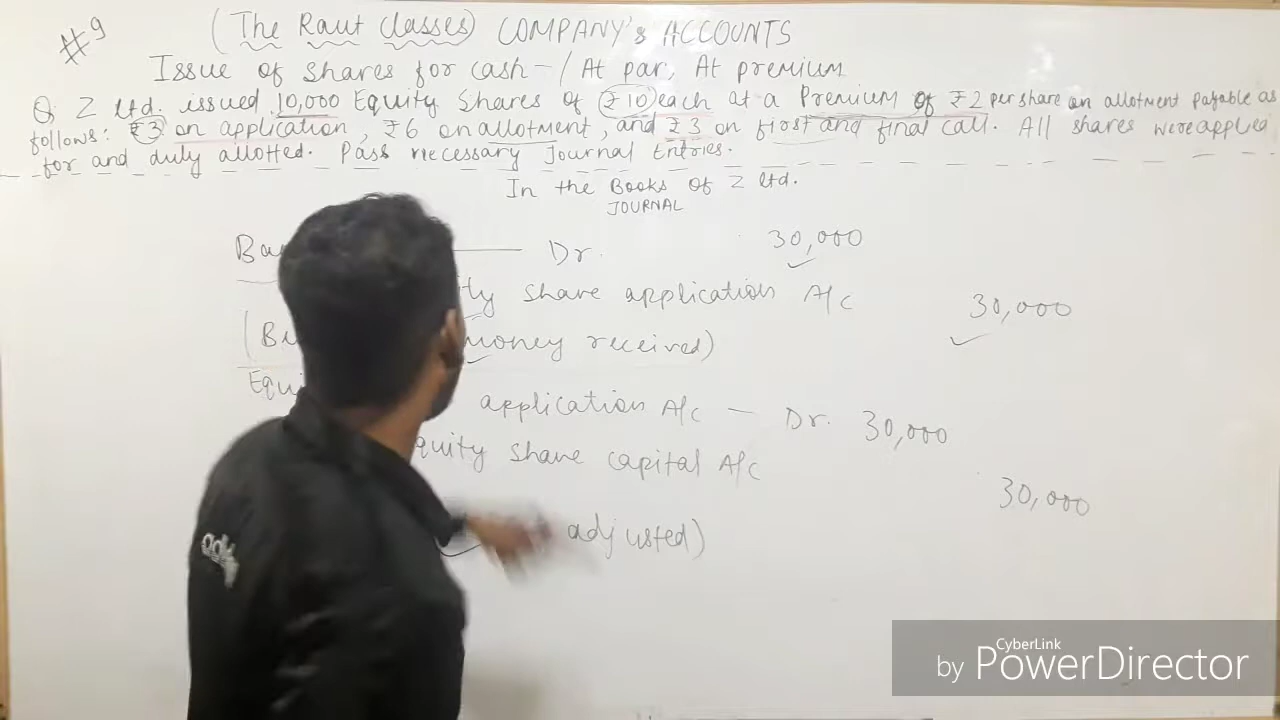 #9
(The Raut Classes) COMPANY's ACCOUNTS
Issue of shares for cash - / At par, At premium
Q Z Ltd. issued 10,000 Equity Shares of ₹10 each at a Premium of ₹2 per share on allotment payable as
follows: ₹3 on application, ₹6 on allotment, and ₹3 on first and final call. All shares were applied
for and duly allotted. Pass necessary Journal Entries.
In the Books of Z Ltd.
JOURNAL
Dr. 30,000
share application A/c 30,000
money received)
application A/c - Dr. 30,000
share capital A/c
30,000
adjusted)
CyberLink
by PowerDirector